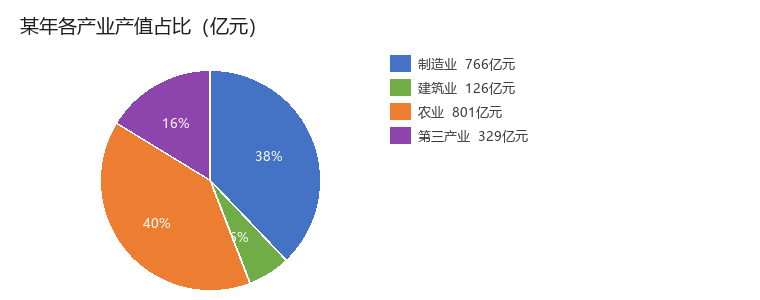 某年各产业产值占比（亿元）
制造业 766亿元
建筑业 126亿元
农业 801亿元
第三产业 329亿元
16%
38%
40%
6%